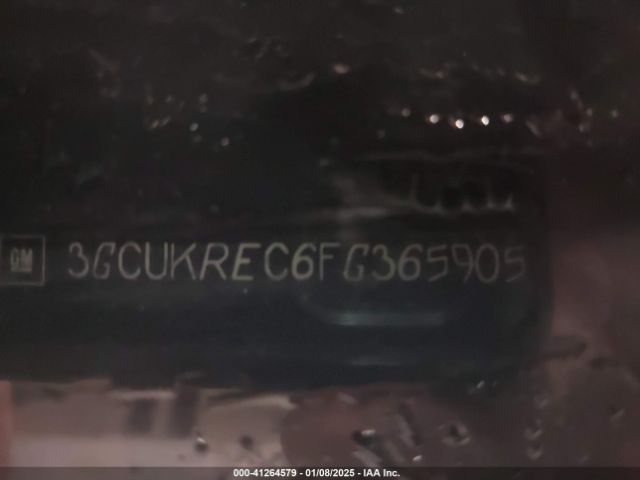 GM 3GCUKREC6FG365905
000-41264579 - 01/08/2025 - IAA Inc.